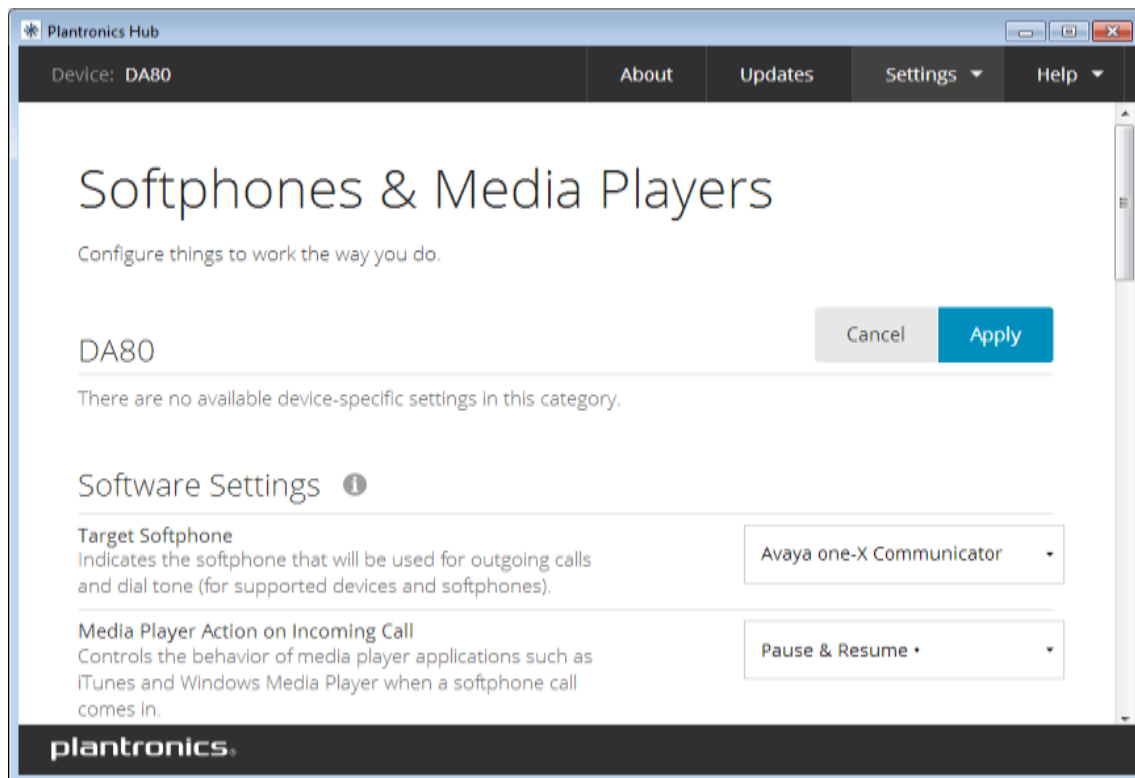 Plantronics Hub
Device: DA80 About Updates Settings Help
Softphones & Media Players
Configure things to work the way you do.
Cancel Apply
DA80
There are no available device-specific settings in this category.
Software Settings
Target Softphone
Indicates the softphone that will be used for outgoing calls
and dial tone (for supported devices and softphones).
Avaya one-X Communicator
Media Player Action on Incoming Call
Controls the behavior of media player applications such as
iTunes and Windows Media Player when a softphone call
comes in.
Pause & Resume •
plantronics®